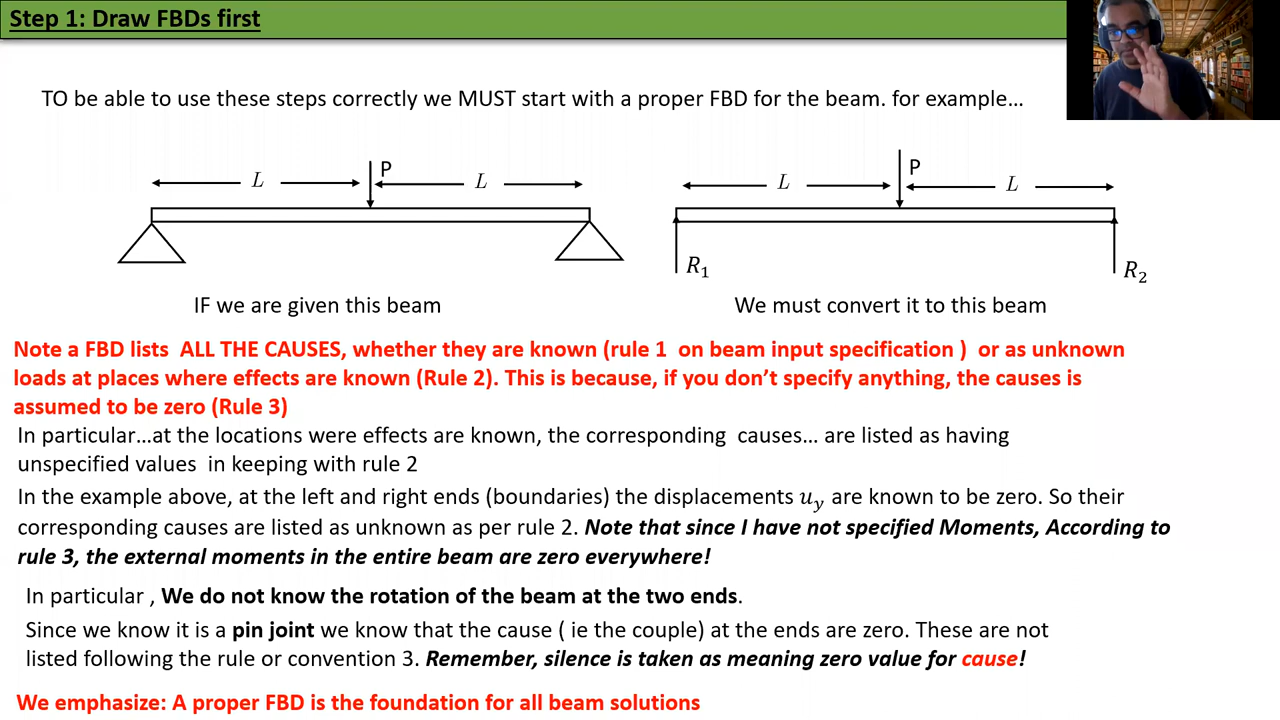 Step 1: Draw FBDs first
TO be able to use these steps correctly we MUST start with a proper FBD for the beam. for example...
L
P
L
L
P
L
R₁
R₂
IF we are given this beam
We must convert it to this beam
Note a FBD lists ALL THE CAUSES, whether they are known (rule 1 on beam input specification ) or as unknown
loads at places where effects are known (Rule 2). This is because, if you don’t specify anything, the causes is
assumed to be zero (Rule 3)
In particular...at the locations were effects are known, the corresponding causes... are listed as having
unspecified values in keeping with rule 2
In the example above, at the left and right ends (boundaries) the displacements u_y are known to be zero. So their
corresponding causes are listed as unknown as per rule 2. Note that since I have not specified Moments, According to
rule 3, the external moments in the entire beam are zero everywhere!
In particular , We do not know the rotation of the beam at the two ends.
Since we know it is a pin joint we know that the cause ( ie the couple) at the ends are zero. These are not
listed following the rule or convention 3. Remember, silence is taken as meaning zero value for cause!
We emphasize: A proper FBD is the foundation for all beam solutions